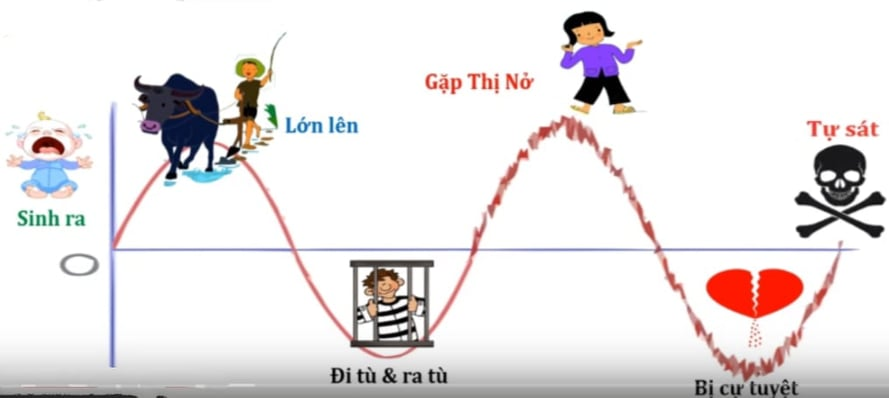 Sinh ra
Lớn lên
Đi tù & ra tù
Gặp Thị Nở
Bị cự tuyệt
Tự sát